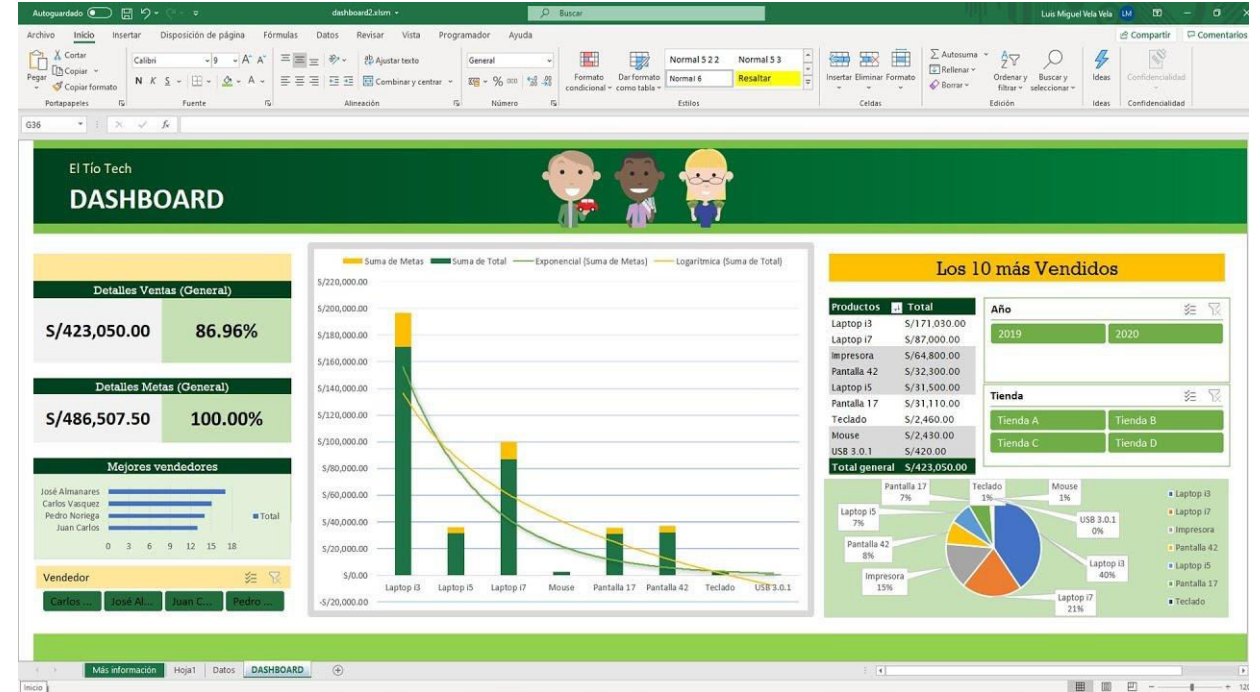 Autoguardado
dashboard2.xlsm
Buscar
Luis Miguel Vela Vela
LM
Archivo Inicio Insertar Disposición de página Fórmulas Datos Revisar Vista Programador Ayuda
Compartir Comentarios
Pegar
Cortar
Copiar
Copiar formato
Portapapeles
Calibri 9
N K S
Fuente
Ajustar texto
Combinar y centrar
Alineación
General
% 000
Número
Formato condicional
Dar formato como tabla
Normal 5 2 2 Normal 5 3
Normal 6 Resaltar
Estilos
Insertar Eliminar Formato
Celdas
Autosuma
Rellenar
Borrar
Ordenar y filtrar
Buscar y seleccionar
Edición
Ideas
Ideas
Confidencialidad
Confidencialidad
G36
fx
El Tío Tech
DASHBOARD
Detalles Ventas (General)
S/423,050.00 86.96%
Detalles Metas (General)
S/486,507.50 100.00%
Mejores vendedores
José Almanares
Carlos Vasquez
Pedro Noriega
Juan Carlos
Total
0 3 6 9 12 15 18
Vendedor
Carlos ... José Al... Juan C... Pedro ...
Suma de Metas Suma de Total Exponencial (Suma de Metas) Logarítmica (Suma de Total)
S/220,000.00
S/200,000.00
S/180,000.00
S/160,000.00
S/140,000.00
S/120,000.00
S/100,000.00
S/80,000.00
S/60,000.00
S/40,000.00
S/20,000.00
S/0.00
-S/20,000.00
Laptop i3 Laptop i5 Laptop i7 Mouse Pantalla 17 Pantalla 42 Teclado USB 3.0.1
Los 10 más Vendidos
Productos Total
Laptop i3 S/171,030.00
Laptop i7 S/87,000.00
Impresora S/64,800.00
Pantalla 42 S/32,300.00
Laptop i5 S/31,500.00
Pantalla 17 S/31,110.00
Teclado S/2,460.00
Mouse S/2,430.00
USB 3.0.1 S/420.00
Total general S/423,050.00
Año
2019 2020
Tienda
Tienda A Tienda B
Tienda C Tienda D
Pantalla 17
7%
Teclado
1%
Mouse
1%
Laptop i5
7%
USB 3.0.1
0%
Pantalla 42
8%
Laptop i3
40%
Impresora
15%
Laptop i7
21%
Laptop i3
Laptop i7
Impresora
Pantalla 42
Laptop i5
Pantalla 17
Teclado
Más información Hoja1 Datos DASHBOARD
Inicio